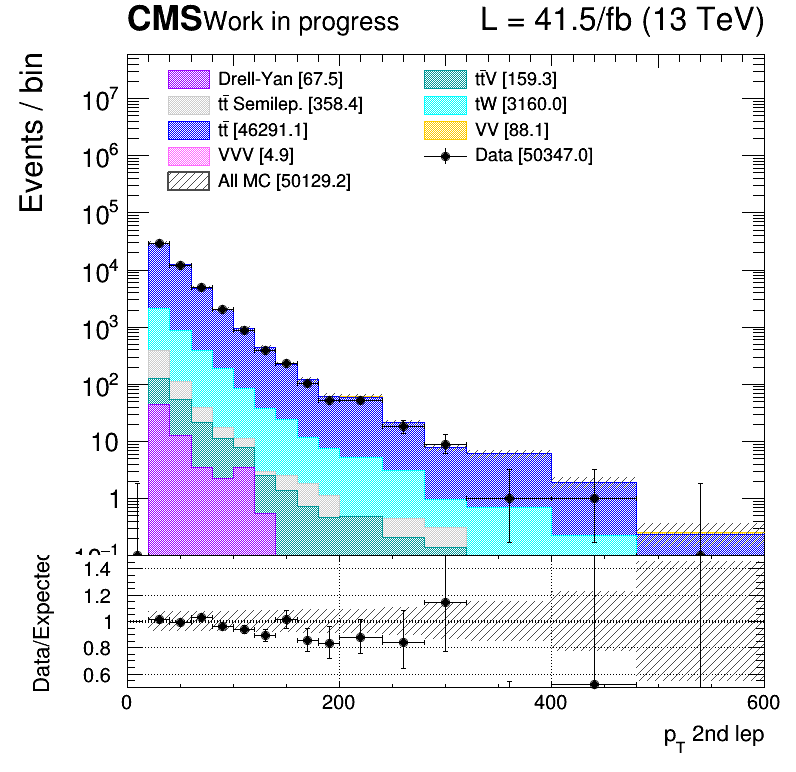 CMS Work in progress L = 41.5/fb (13 TeV)
Events / bin
Drell-Yan [67.5] tt̄V [159.3]
tt̄ Semilep. [358.4] tW [3160.0]
tt̄ [46291.1] VV [88.1]
VVV [4.9] Data [50347.0]
All MC [50129.2]
10⁷
10⁶
10⁵
10⁴
10³
10²
10
1
10⁻¹
Data/Expected
1.4
1.2
1
0.8
0.6
0 200 400 600
p_T 2nd lep